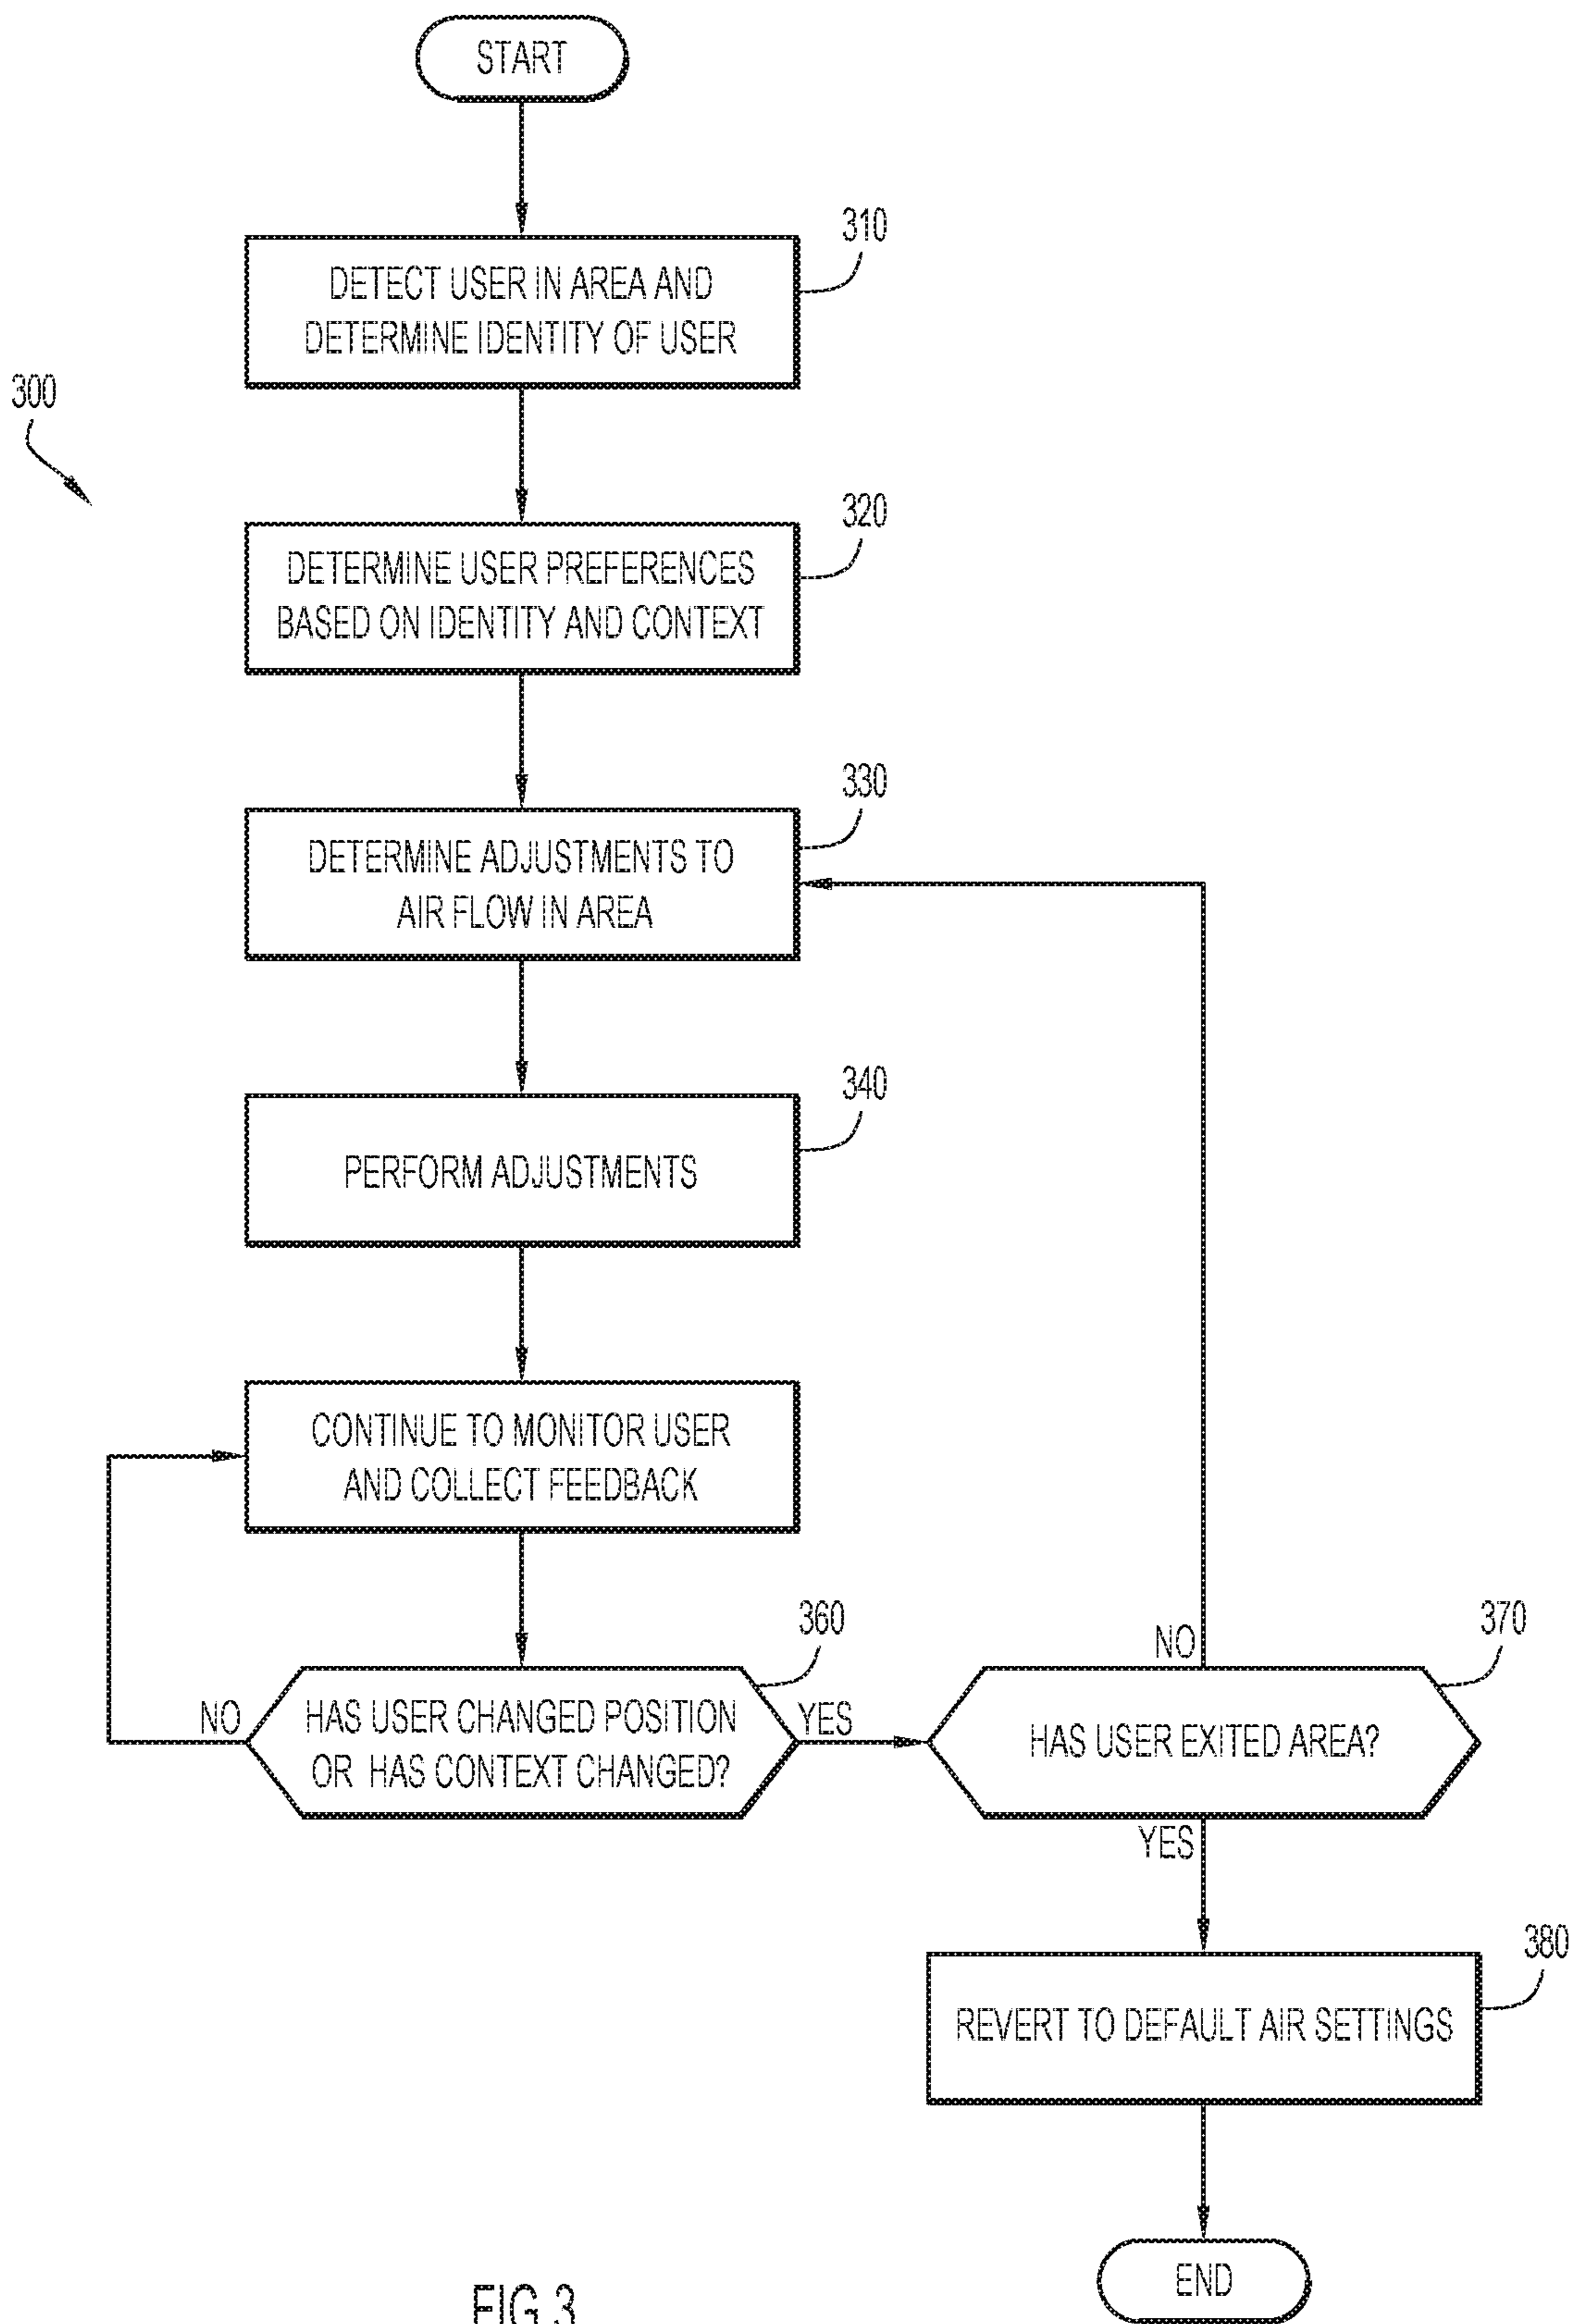 START
310
DETECT USER IN AREA AND
DETERMINE IDENTITY OF USER
300
320
DETERMINE USER PREFERENCES
BASED ON IDENTITY AND CONTEXT
330
DETERMINE ADJUSTMENTS TO
AIR FLOW IN AREA
340
PERFORM ADJUSTMENTS
CONTINUE TO MONITOR USER
AND COLLECT FEEDBACK
360
NO
HAS USER CHANGED POSITION
OR HAS CONTEXT CHANGED?
YES
370
NO
HAS USER EXITED AREA?
YES
380
REVERT TO DEFAULT AIR SETTINGS
END
FIG.3